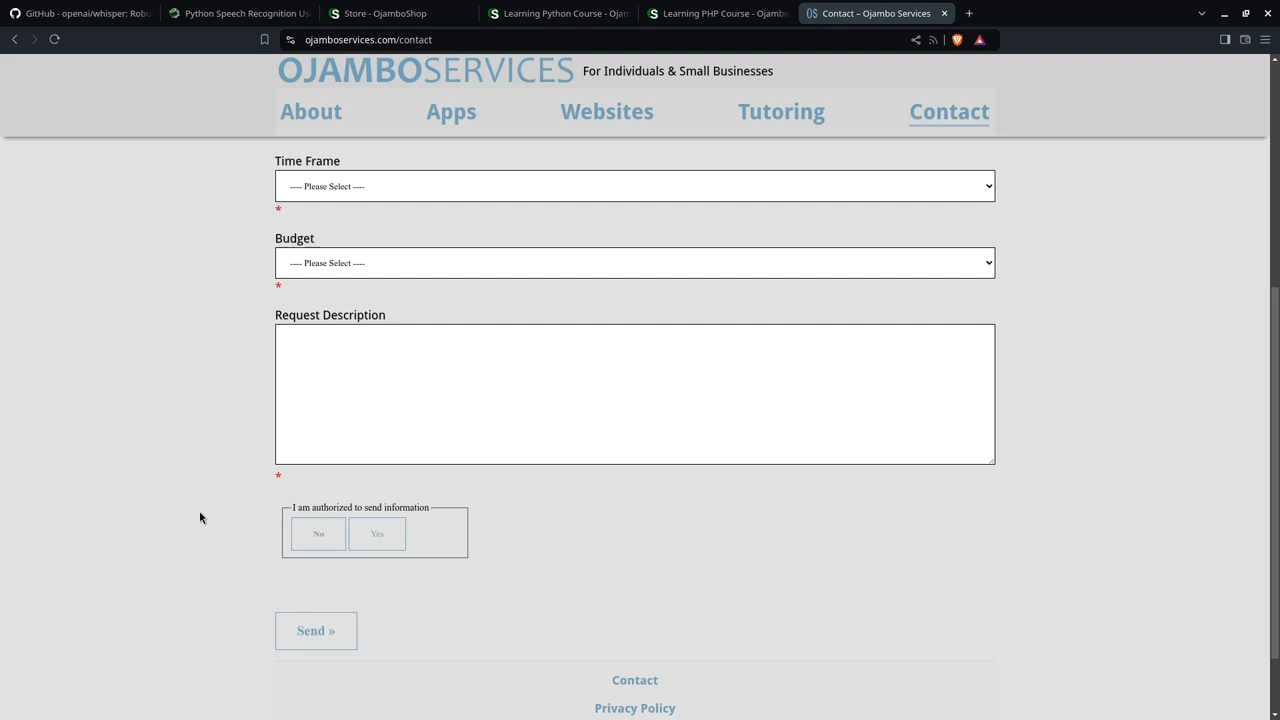 GitHub - openai/whisper: Robu
Python Speech Recognition Usi
Store - OjamboShop
Learning Python Course - Ojam
Learning PHP Course - Ojambo
Contact – Ojambo Services
ojamboservices.com/contact
OJAMBOSERVICES For Individuals & Small Businesses
About Apps Websites Tutoring Contact
Time Frame
---- Please Select ----
*
Budget
---- Please Select ----
*
Request Description
*
I am authorized to send information
No Yes
Send »
Contact
Privacy Policy